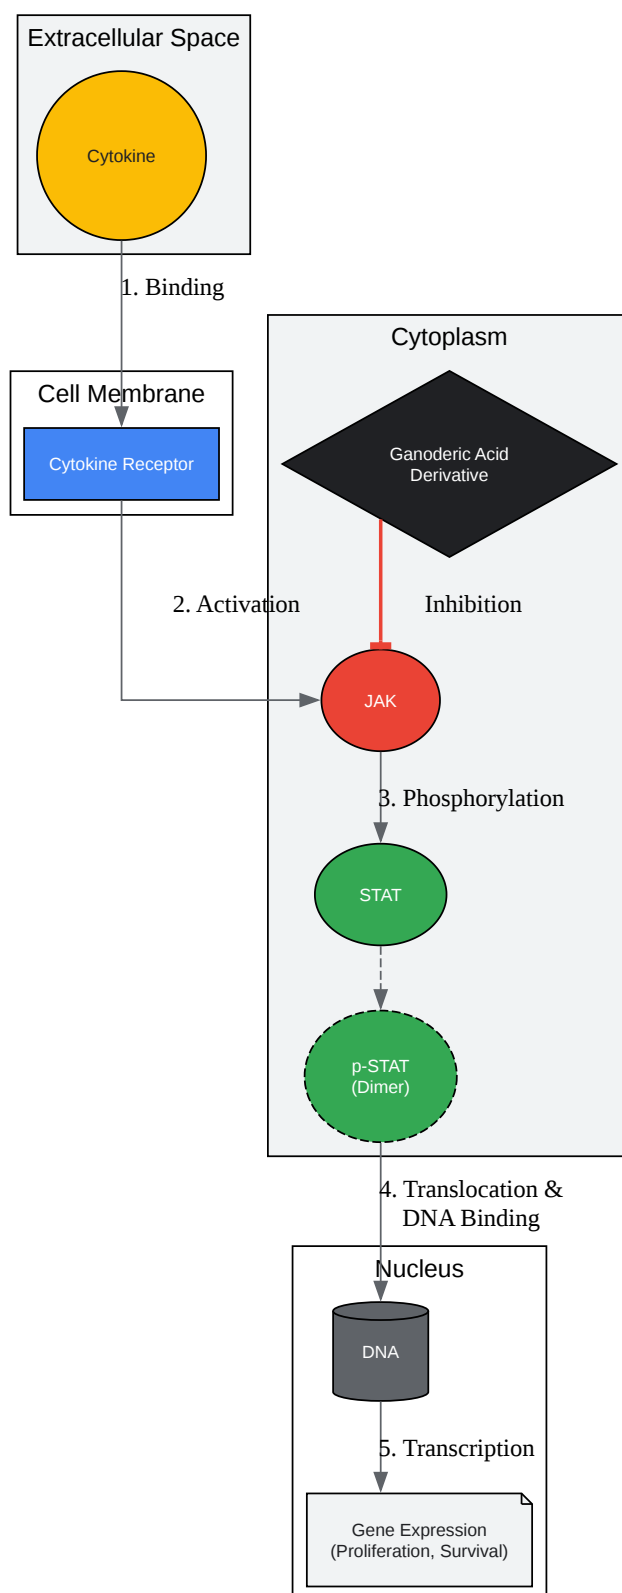 Extracellular Space
Cytokine
1. Binding
Cytoplasm
Cell Membrane
Cytokine Receptor
Ganoderic Acid
Derivative
2. Activation
Inhibition
JAK
3. Phosphorylation
STAT
p-STAT
(Dimer)
4. Translocation &
DNA Binding
Nucleus
DNA
5. Transcription
Gene Expression
(Proliferation, Survival)